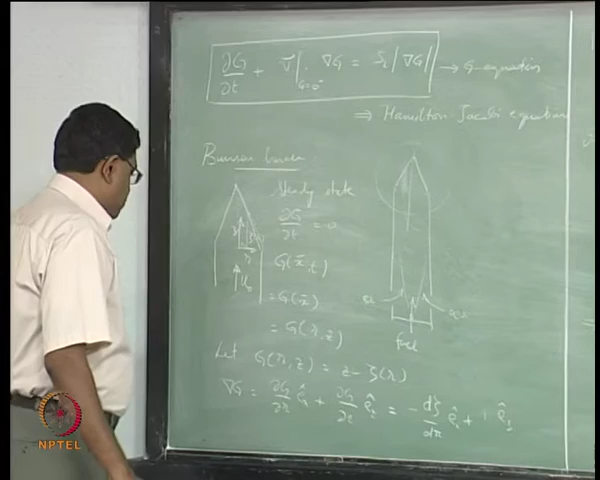 ∂G/∂t + V̄|_{G=0⁻} · ∇G = S_L |∇G| → G-equation
⇒ Hamilton Jacobi equation
Bunsen burner
Steady state
∂G/∂t = 0
G(x̄,t)
= G(x̄)
= G(r,z)
fuel
Let G(r,z) = z - ζ(r)
∇G = ∂G/∂r ê_r + ∂G/∂z ê_z = - dζ/dr ê_r + 1 ê_z
NPTEL